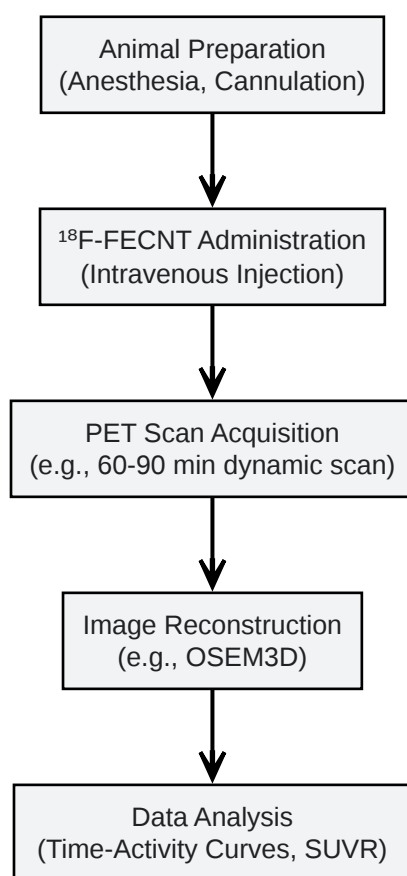 Animal Preparation
(Anesthesia, Cannulation)
¹⁸F-FECNT Administration
(Intravenous Injection)
PET Scan Acquisition
(e.g., 60-90 min dynamic scan)
Image Reconstruction
(e.g., OSEM3D)
Data Analysis
(Time-Activity Curves, SUVR)